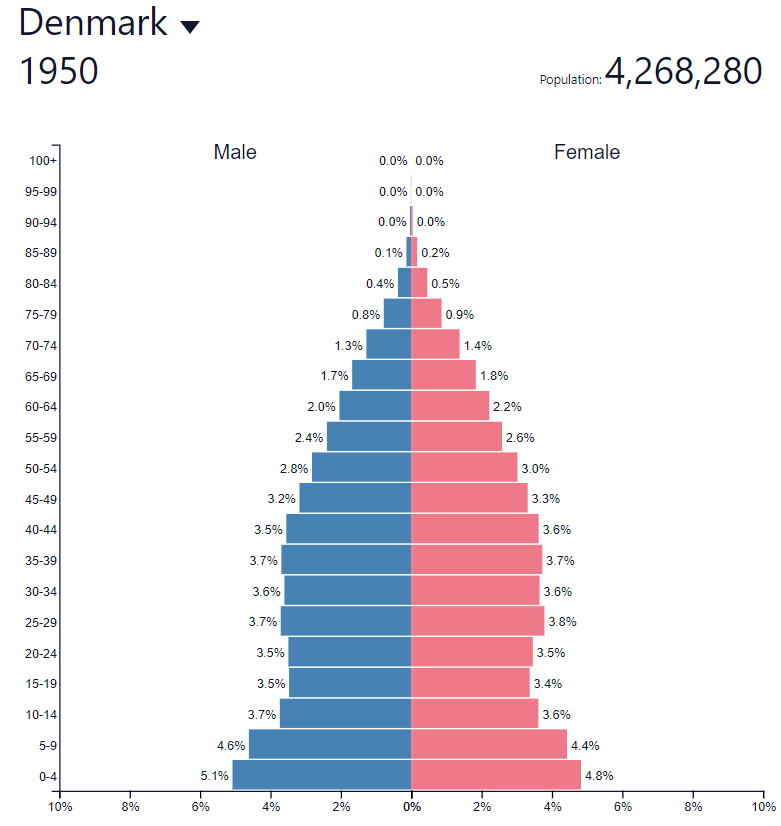 Denmark
1950
Population: 4,268,280
Male Female
100+ 0.0% 0.0%
95-99 0.0% 0.0%
90-94 0.0% 0.0%
85-89 0.1% 0.2%
80-84 0.4% 0.5%
75-79 0.8% 0.9%
70-74 1.3% 1.4%
65-69 1.7% 1.8%
60-64 2.0% 2.2%
55-59 2.4% 2.6%
50-54 2.8% 3.0%
45-49 3.2% 3.3%
40-44 3.5% 3.6%
35-39 3.7% 3.7%
30-34 3.6% 3.6%
25-29 3.7% 3.8%
20-24 3.5% 3.5%
15-19 3.5% 3.4%
10-14 3.7% 3.6%
5-9 4.6% 4.4%
0-4 5.1% 4.8%
10% 8% 6% 4% 2% 0% 2% 4% 6% 8% 10%